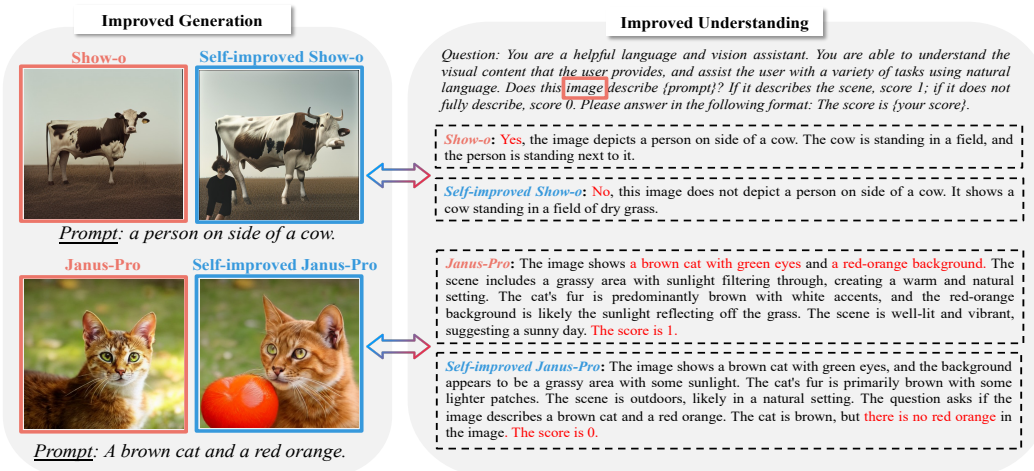 Improved Generation
Show-o
Self-improved Show-o
Prompt: a person on side of a cow.
Janus-Pro
Self-improved Janus-Pro
Prompt: A brown cat and a red orange.
Improved Understanding
Question: You are a helpful language and vision assistant. You are able to understand the
visual content that the user provides, and assist the user with a variety of tasks using natural
language. Does this image describe {prompt}? If it describes the scene, score 1; if it does not
fully describe, score 0. Please answer in the following format: The score is {your score}.
Show-o: Yes, the image depicts a person on side of a cow. The cow is standing in a field, and
the person is standing next to it.
Self-improved Show-o: No, this image does not depict a person on side of a cow. It shows a
cow standing in a field of dry grass.
Janus-Pro: The image shows a brown cat with green eyes and a red-orange background. The
scene includes a grassy area with sunlight filtering through, creating a warm and natural
setting. The cat's fur is predominantly brown with white accents, and the red-orange
background is likely the sunlight reflecting off the grass. The scene is well-lit and vibrant,
suggesting a sunny day. The score is 1.
Self-improved Janus-Pro: The image shows a brown cat with green eyes, and the background
appears to be a grassy area with some sunlight. The cat's fur is primarily brown with some
lighter patches. The scene is outdoors, likely in a natural setting. The question asks if the
image describes a brown cat and a red orange. The cat is brown, but there is no red orange in
the image. The score is 0.